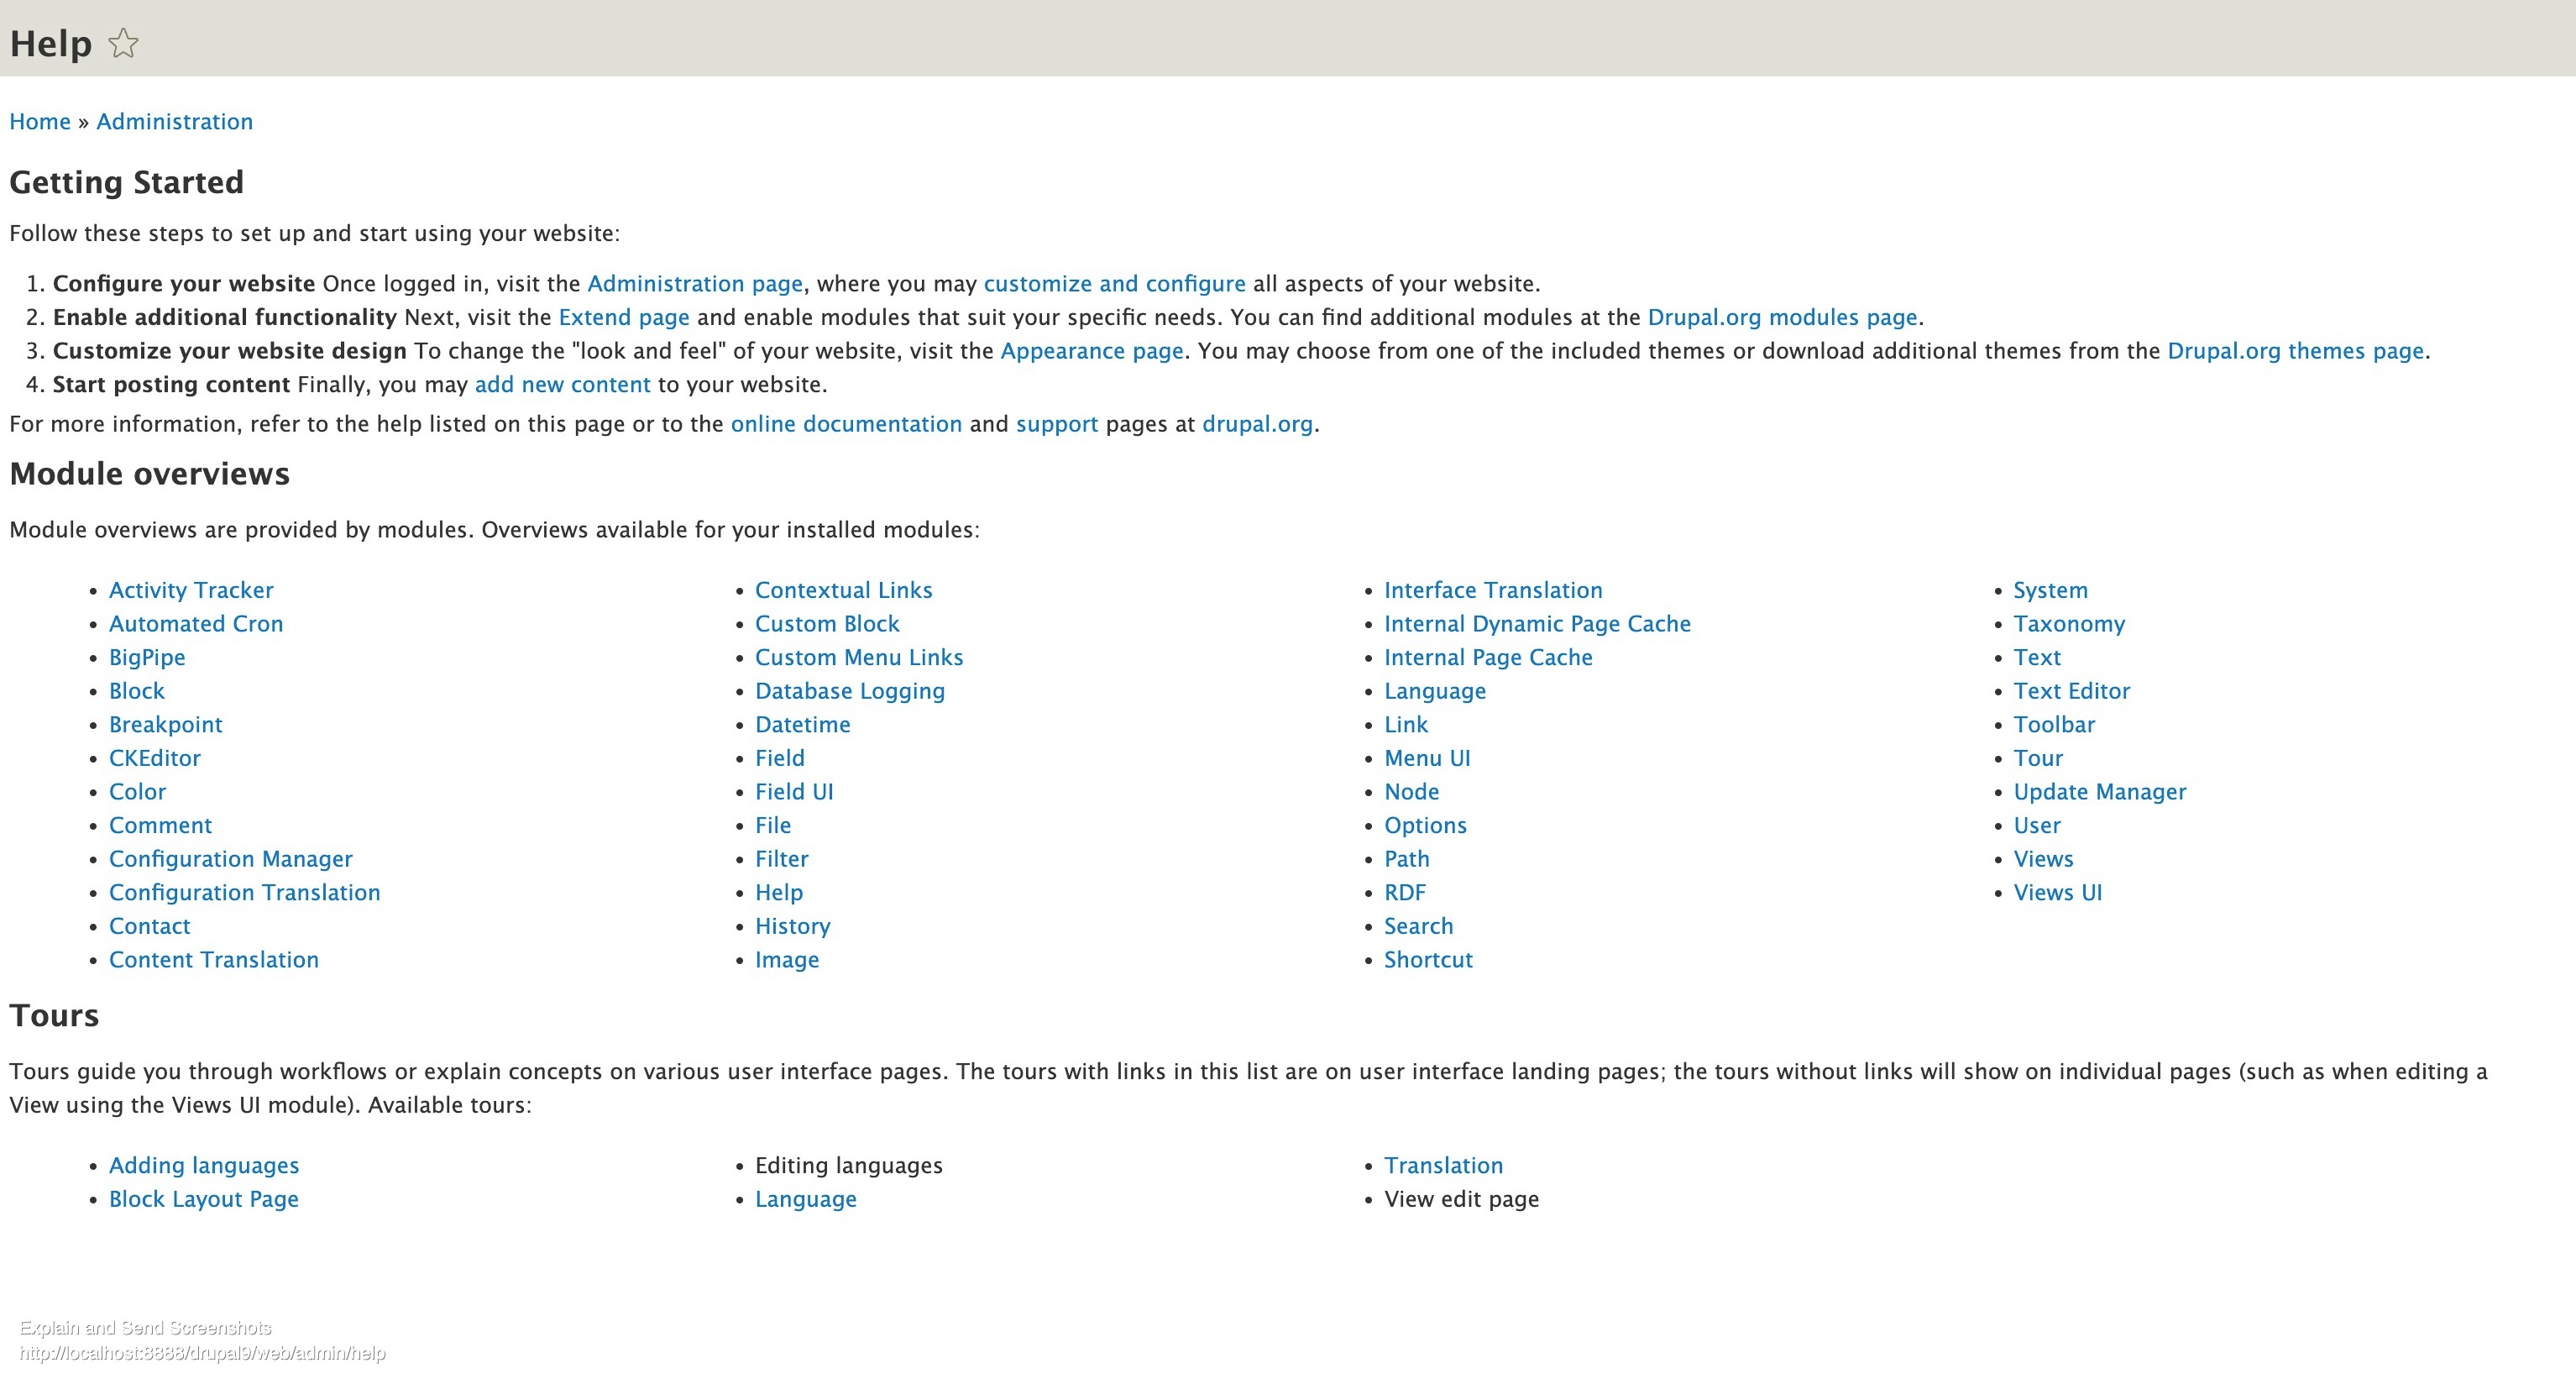 Help
Home » Administration
Getting Started
Follow these steps to set up and start using your website:
1. Configure your website Once logged in, visit the Administration page, where you may customize and configure all aspects of your website.
2. Enable additional functionality Next, visit the Extend page and enable modules that suit your specific needs. You can find additional modules at the Drupal.org modules page.
3. Customize your website design To change the "look and feel" of your website, visit the Appearance page. You may choose from one of the included themes or download additional themes from the Drupal.org themes page.
4. Start posting content Finally, you may add new content to your website.
For more information, refer to the help listed on this page or to the online documentation and support pages at drupal.org.
Module overviews
Module overviews are provided by modules. Overviews available for your installed modules:
• Activity Tracker
• Automated Cron
• BigPipe
• Block
• Breakpoint
• CKEditor
• Color
• Comment
• Configuration Manager
• Configuration Translation
• Contact
• Content Translation
• Contextual Links
• Custom Block
• Custom Menu Links
• Database Logging
• Datetime
• Field
• Field UI
• File
• Filter
• Help
• History
• Image
• Interface Translation
• Internal Dynamic Page Cache
• Internal Page Cache
• Language
• Link
• Menu UI
• Node
• Options
• Path
• RDF
• Search
• Shortcut
• System
• Taxonomy
• Text
• Text Editor
• Toolbar
• Tour
• Update Manager
• User
• Views
• Views UI
Tours
Tours guide you through workflows or explain concepts on various user interface pages. The tours with links in this list are on user interface landing pages; the tours without links will show on individual pages (such as when editing a
View using the Views UI module). Available tours:
• Adding languages
• Block Layout Page
• Editing languages
• Language
• Translation
• View edit page
Explain and Send Screenshots
http://localhost:8888/drupal9/web/admin/help